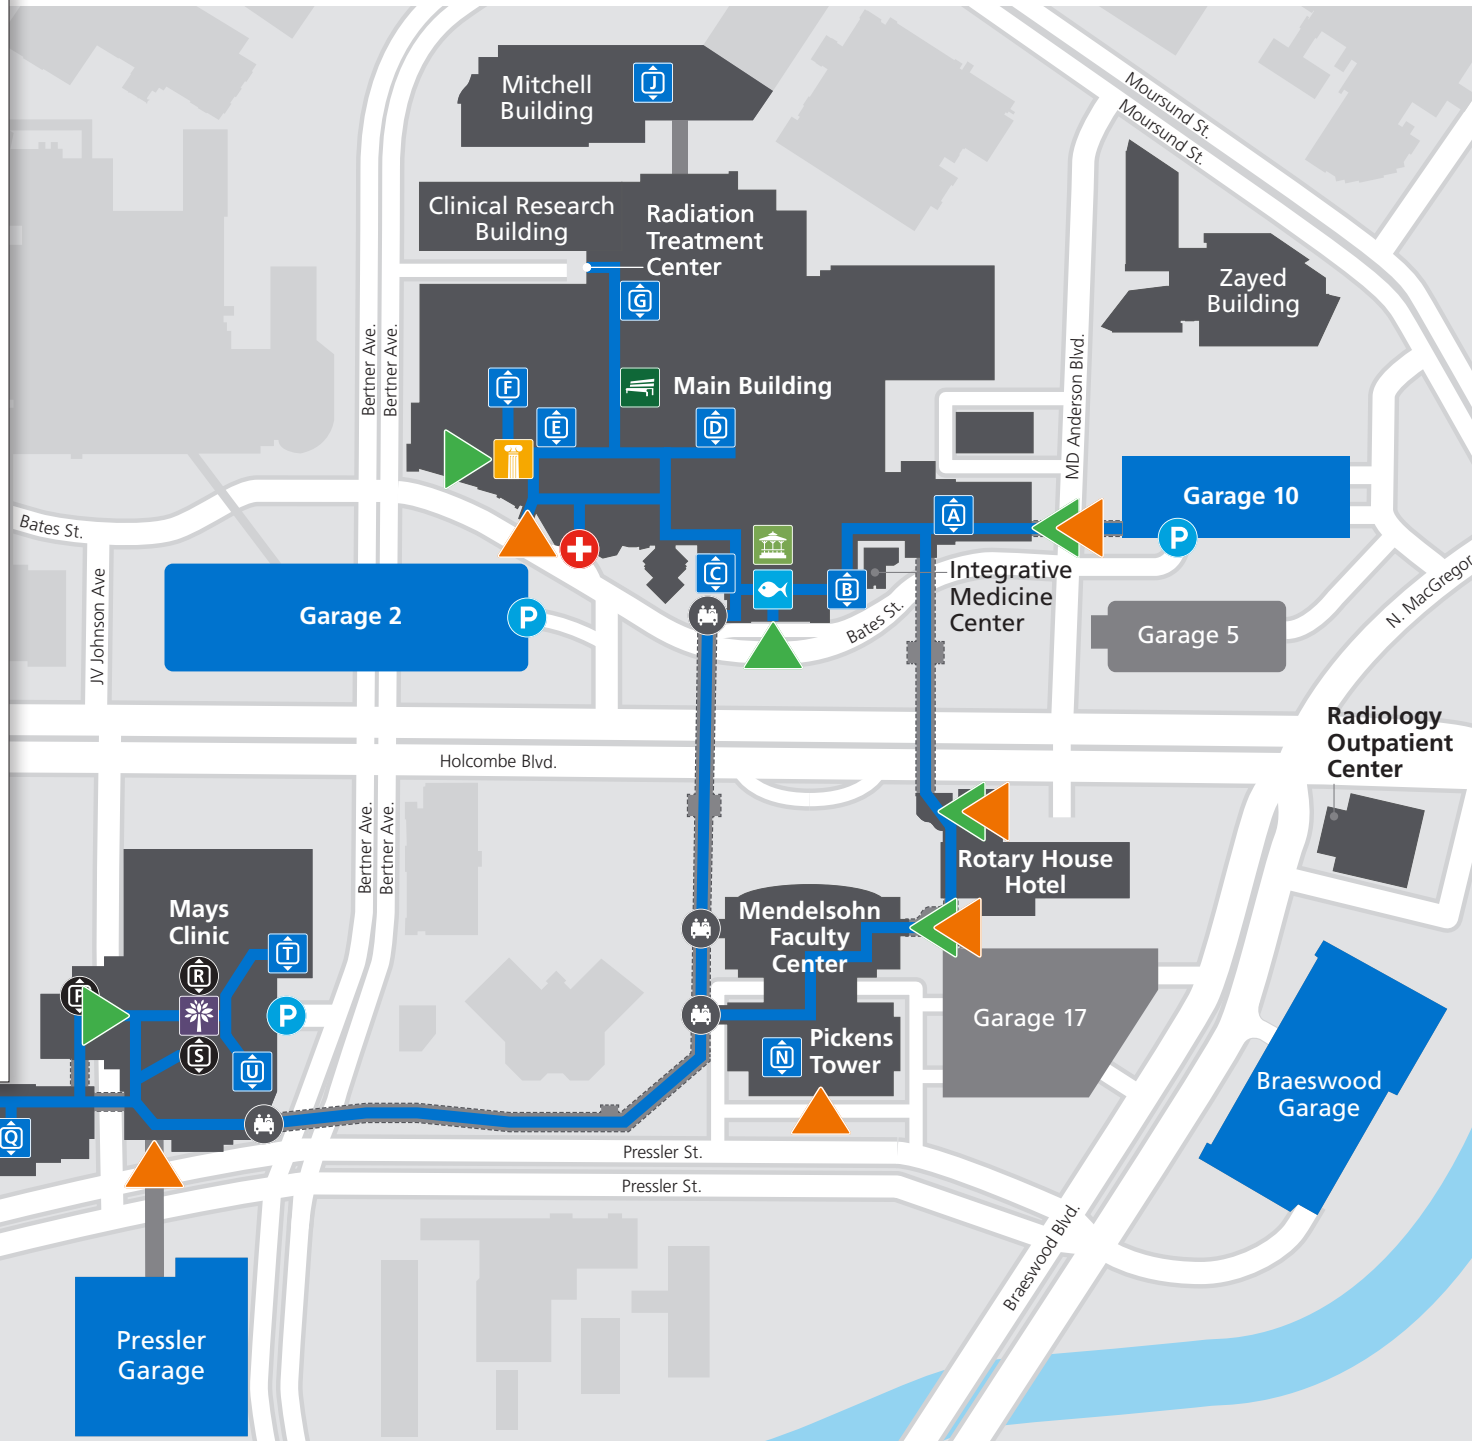 Mitchell
Building
J
Moursund St.
Moursund St.
Clinical Research
Building
Radiation
Treatment
Center
G
Zayed
Building
Bertner Ave.
Bertner Ave.
F
Main Building
E
D
MD Anderson Blvd.
Garage 10
A
P
Bates St.
C
B
Integrative
Medicine
Center
Bates St.
N. MacGregor
JV Johnson Ave
Garage 2
P
Garage 5
Radiology
Outpatient
Center
Holcombe Blvd.
Bertner Ave.
Bertner Ave.
Rotary House
Hotel
Mays
Clinic
Mendelsohn
Faculty
Center
T
R
P
P
S
U
Garage 17
Pickens
Tower
N
Braeswood
Garage
Q
Pressler St.
Pressler St.
Braeswood Blvd.
Pressler
Garage